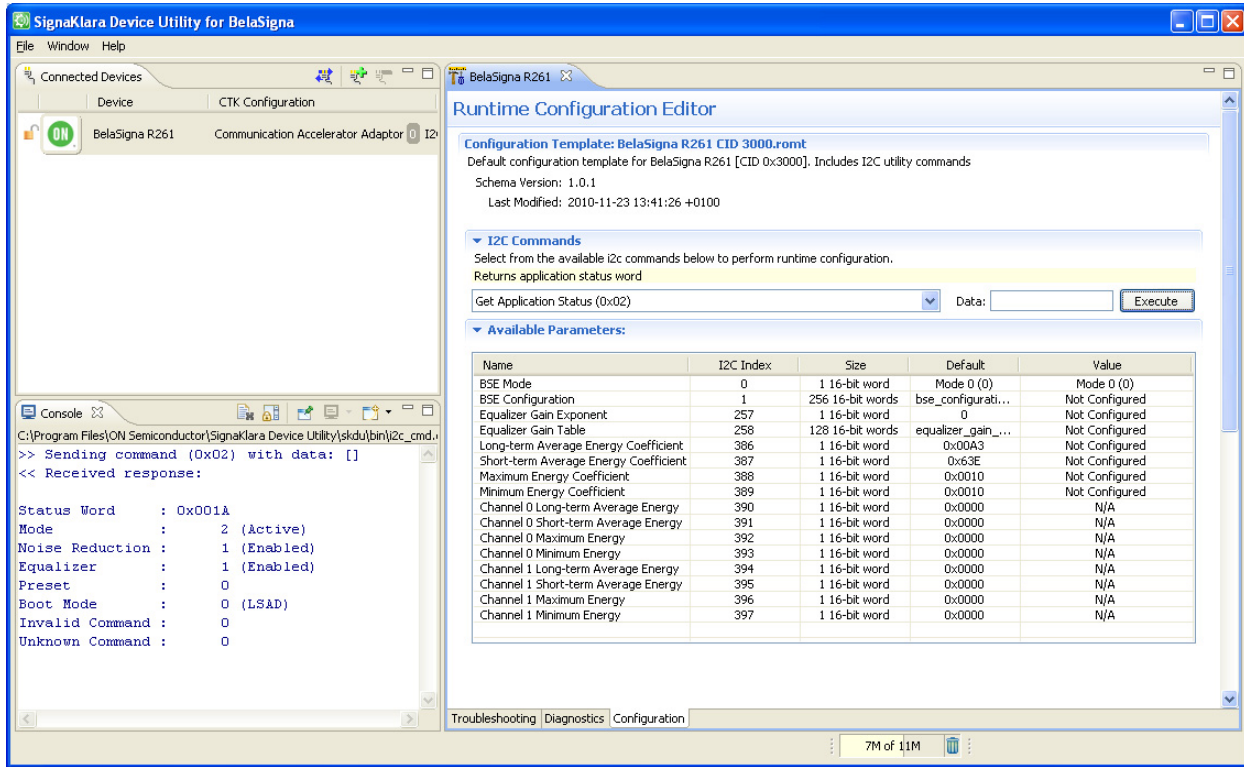 SignaKlara Device Utility for BelaSigna
File Window Help
Connected Devices
Device CTK Configuration
ON BelaSigna R261 Communication Accelerator Adaptor 0 I2
Console
C:\Program Files\ON Semiconductor\SignaKlara Device Utility\skdu\bin\i2c_cmd.
>> Sending command (0x02) with data: []
<< Received response:
Status Word : 0x001A
Mode : 2 (Active)
Noise Reduction : 1 (Enabled)
Equalizer : 1 (Enabled)
Preset : 0
Boot Mode : 0 (LSAD)
Invalid Command : 0
Unknown Command : 0
BelaSigna R261
Runtime Configuration Editor
Configuration Template: BelaSigna R261 CID 3000.romt
Default configuration template for BelaSigna R261 [CID 0x3000]. Includes I2C utility commands
Schema Version: 1.0.1
Last Modified: 2010-11-23 13:41:26 +0100
I2C Commands
Select from the available i2c commands below to perform runtime configuration.
Returns application status word
Get Application Status (0x02) Data: Execute
Available Parameters:
Name I2C Index Size Default Value
BSE Mode 0 1 16-bit word Mode 0 (0) Mode 0 (0)
BSE Configuration 1 256 16-bit words bse_configurati... Not Configured
Equalizer Gain Exponent 257 1 16-bit word 0 Not Configured
Equalizer Gain Table 258 128 16-bit words equalizer_gain_... Not Configured
Long-term Average Energy Coefficient 386 1 16-bit word 0x00A3 Not Configured
Short-term Average Energy Coefficient 387 1 16-bit word 0x63E Not Configured
Maximum Energy Coefficient 388 1 16-bit word 0x0010 Not Configured
Minimum Energy Coefficient 389 1 16-bit word 0x0010 Not Configured
Channel 0 Long-term Average Energy 390 1 16-bit word 0x0000 N/A
Channel 0 Short-term Average Energy 391 1 16-bit word 0x0000 N/A
Channel 0 Maximum Energy 392 1 16-bit word 0x0000 N/A
Channel 0 Minimum Energy 393 1 16-bit word 0x0000 N/A
Channel 1 Long-term Average Energy 394 1 16-bit word 0x0000 N/A
Channel 1 Short-term Average Energy 395 1 16-bit word 0x0000 N/A
Channel 1 Maximum Energy 396 1 16-bit word 0x0000 N/A
Channel 1 Minimum Energy 397 1 16-bit word 0x0000 N/A
Troubleshooting Diagnostics Configuration
7M of 11M